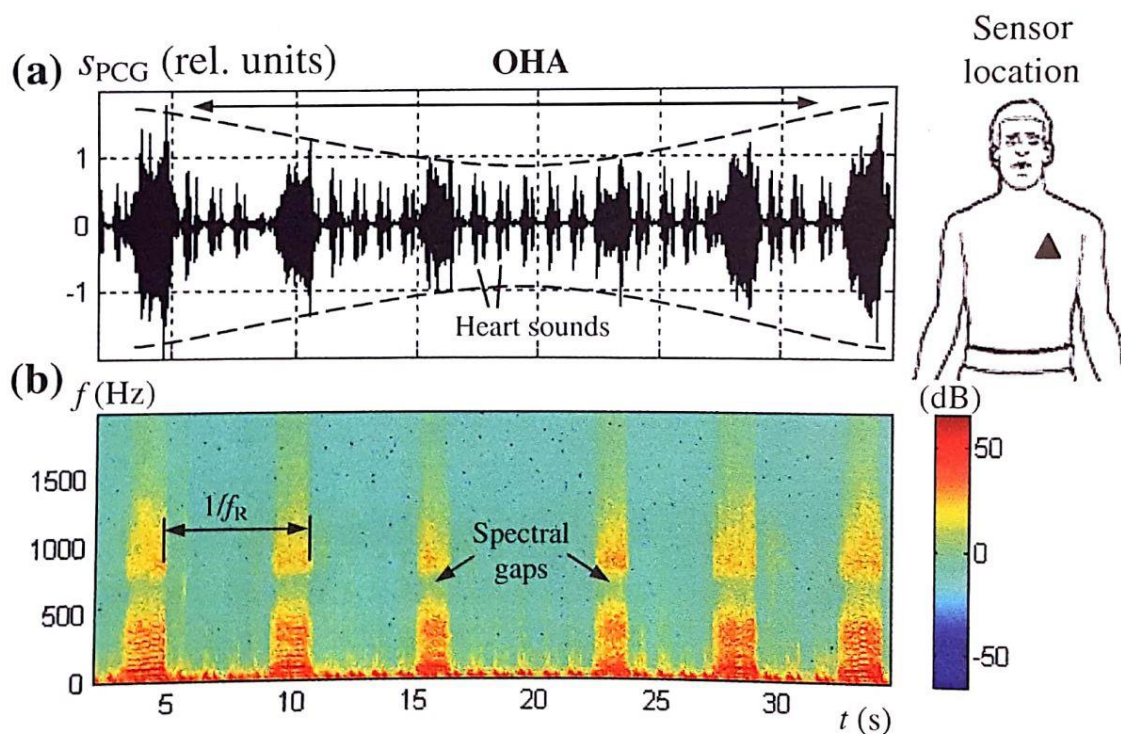 (a) sPCG (rel. units) OHA
Sensor
location
1
0
-1
Heart sounds
(b) f (Hz) (dB)
1500
1000
500
0
1/fR
Spectral
gaps
50
0
-50
5 10 15 20 25 30 t (s)